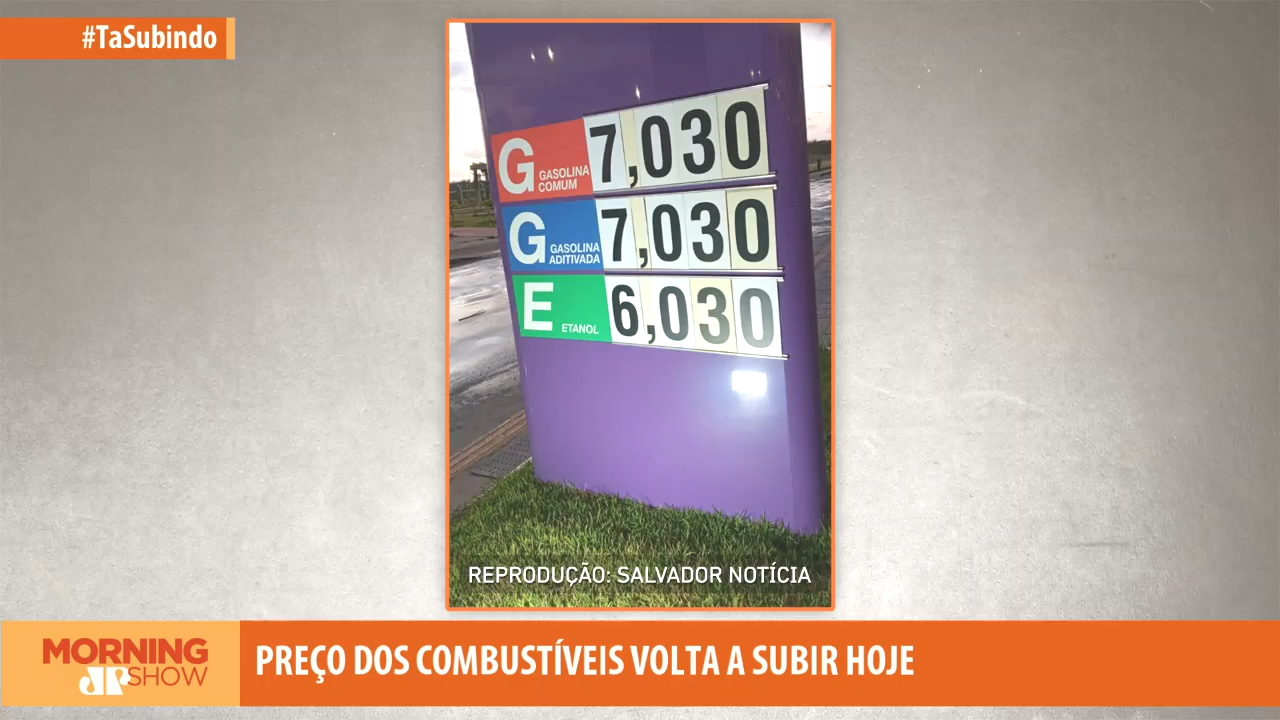 #TaSubindo
G GASOLINA COMUM 7,030
G GASOLINA ADITIVADA 7,030
E ETANOL 6,030
REPRODUÇÃO: SALVADOR NOTÍCIA
MORNING
JP SHOW
PREÇO DOS COMBUSTÍVEIS VOLTA A SUBIR HOJE